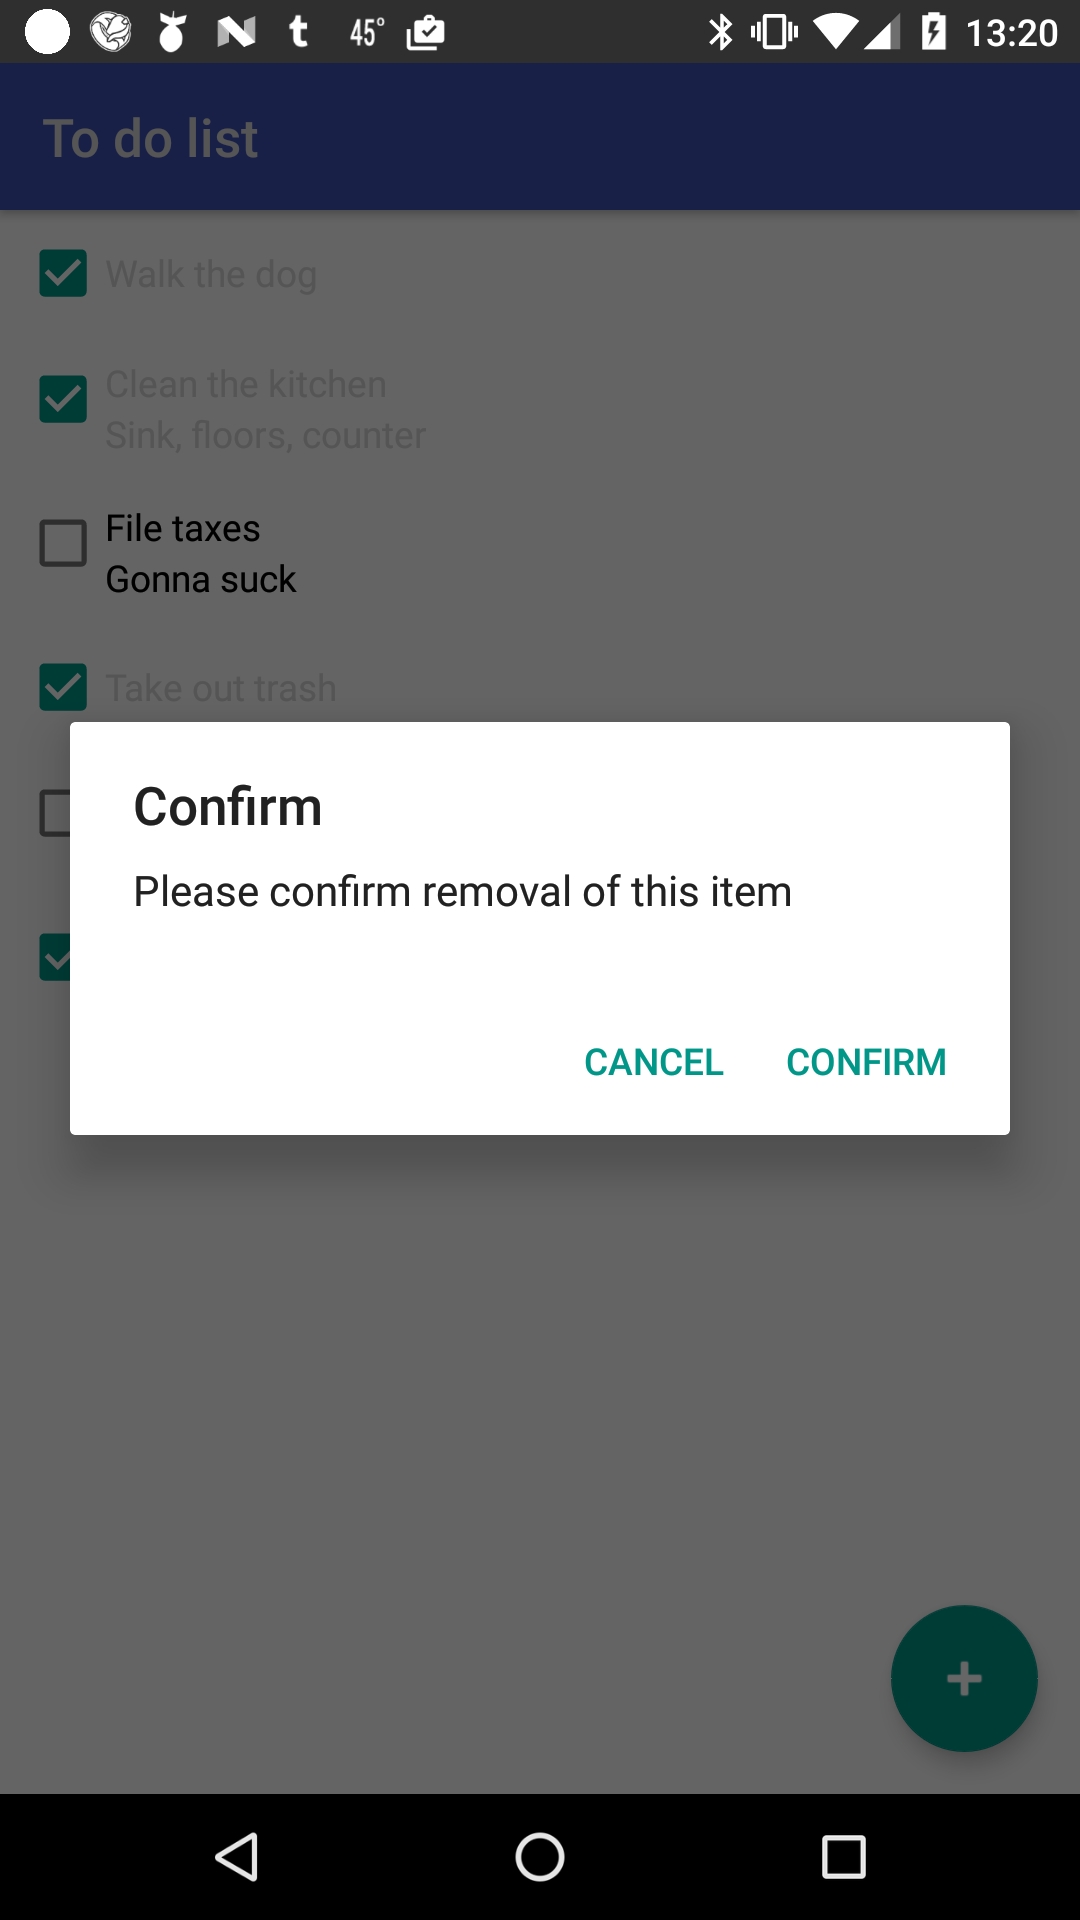 45° 13:20
To do list
Walk the dog
Clean the kitchen
Sink, floors, counter
File taxes
Gonna suck
Take out trash
Confirm
Please confirm removal of this item
CANCEL CONFIRM